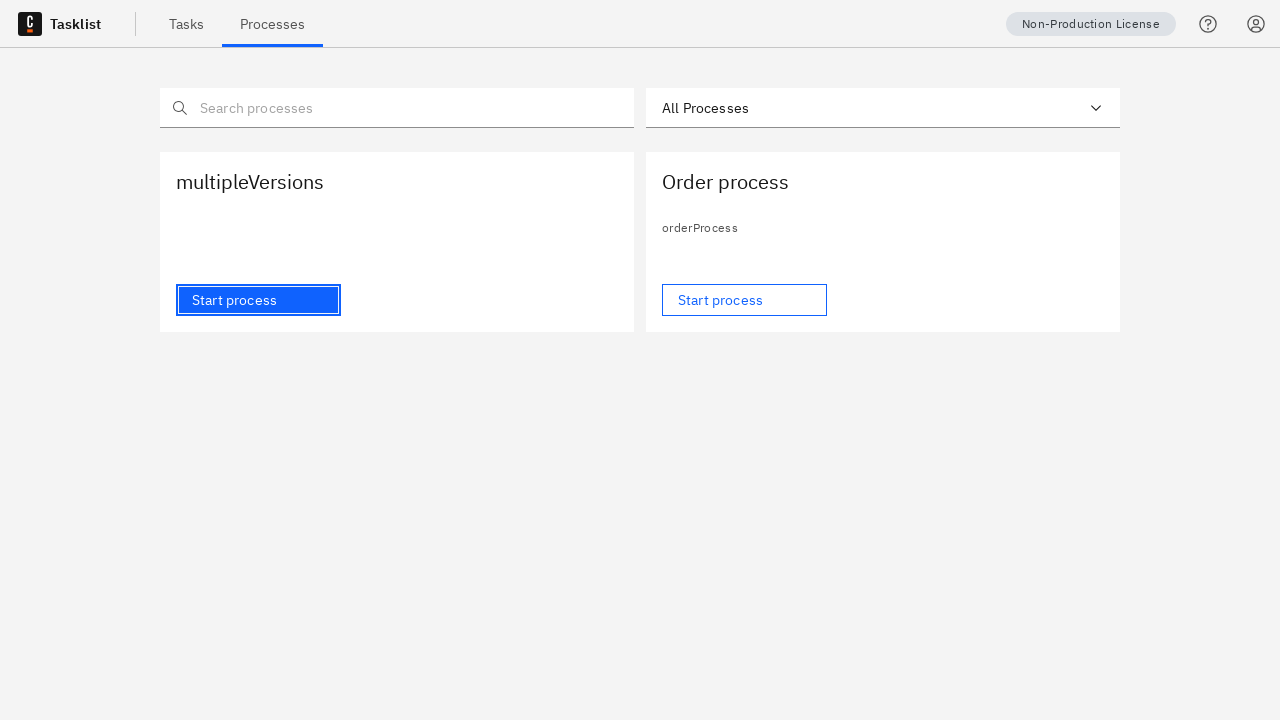 Tasklist
Tasks
Processes
Non-Production License
Search processes
All Processes
multipleVersions
Start process
Order process
orderProcess
Start process